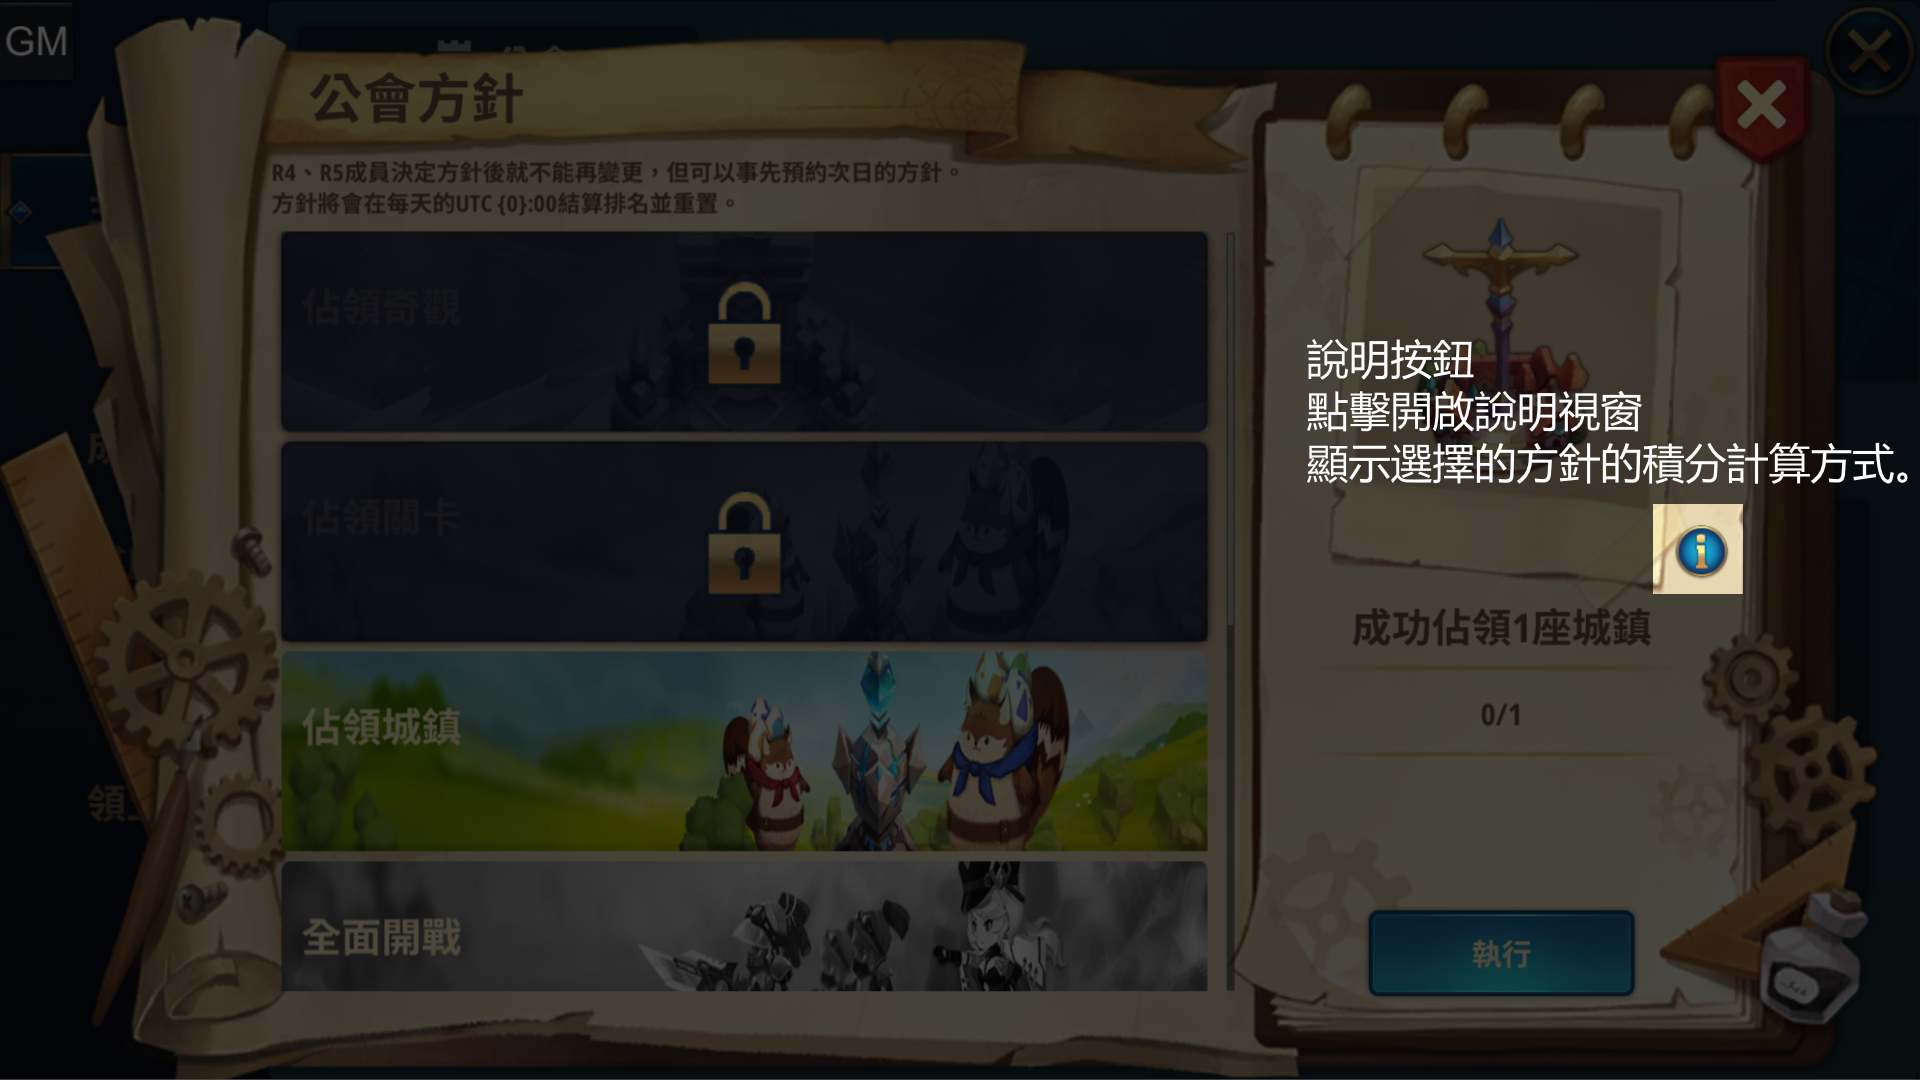 GM
公會方針
R4、R5成員決定方針後就不能再變更，但可以事先預約次日的方針。
方針將會在每天的UTC {0}:00結算排名並重置。
佔領奇觀
佔領關卡
佔領城鎮
全面開戰
說明按鈕
點擊開啟說明視窗
顯示選擇的方針的積分計算方式。
成功佔領1座城鎮
0/1
執行